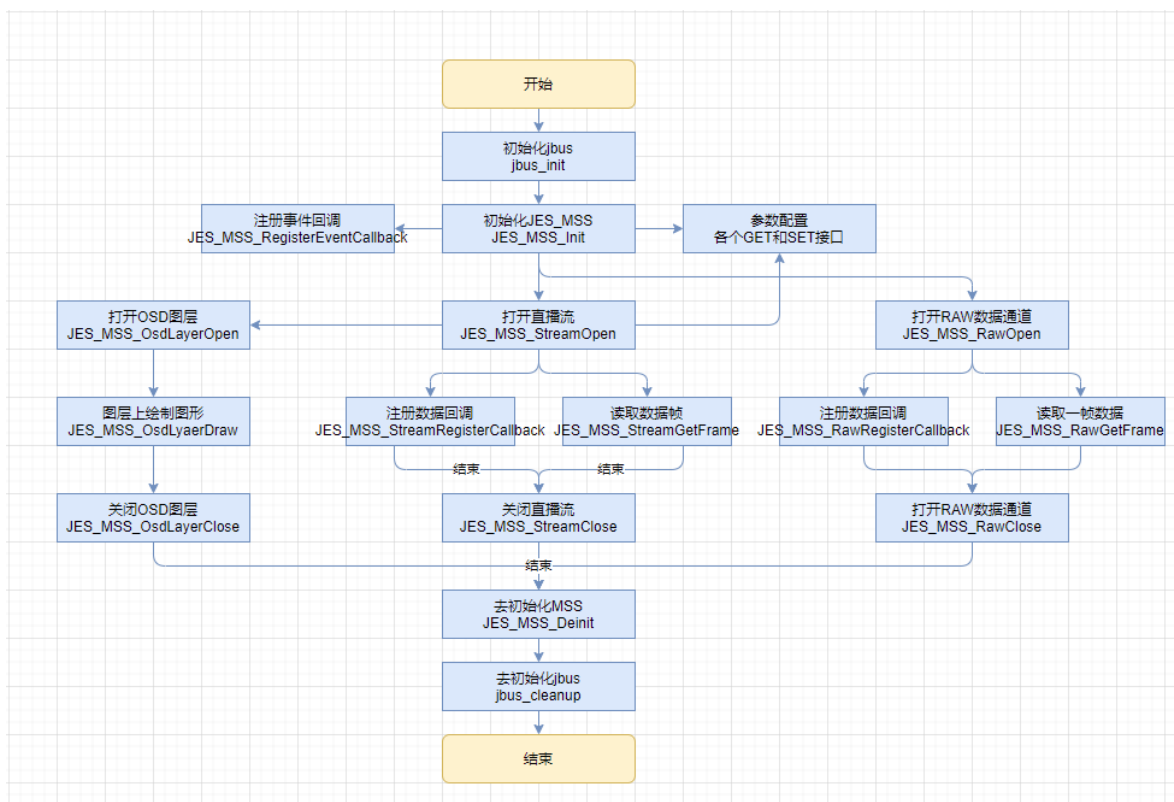 开始
初始化jbus
jbus_init
注册事件回调
JES_MSS_RegisterEventCallback
初始化JES_MSS
JES_MSS_Init
参数配置
各个GET和SET接口
打开OSD图层
JES_MSS_OsdLayerOpen
打开直播流
JES_MSS_StreamOpen
打开RAW数据通道
JES_MSS_RawOpen
图层上绘制图形
JES_MSS_OsdLyaerDraw
注册数据回调
JES_MSS_StreamRegisterCallback
读取数据帧
JES_MSS_StreamGetFrame
注册数据回调
JES_MSS_RawRegisterCallback
读取一帧数据
JES_MSS_RawGetFrame
结束
结束
关闭OSD图层
JES_MSS_OsdLayerClose
关闭直播流
JES_MSS_StreamClose
打开RAW数据通道
JES_MSS_RawClose
结束
去初始化MSS
JES_MSS_Deinit
去初始化jbus
jbus_cleanup
结束